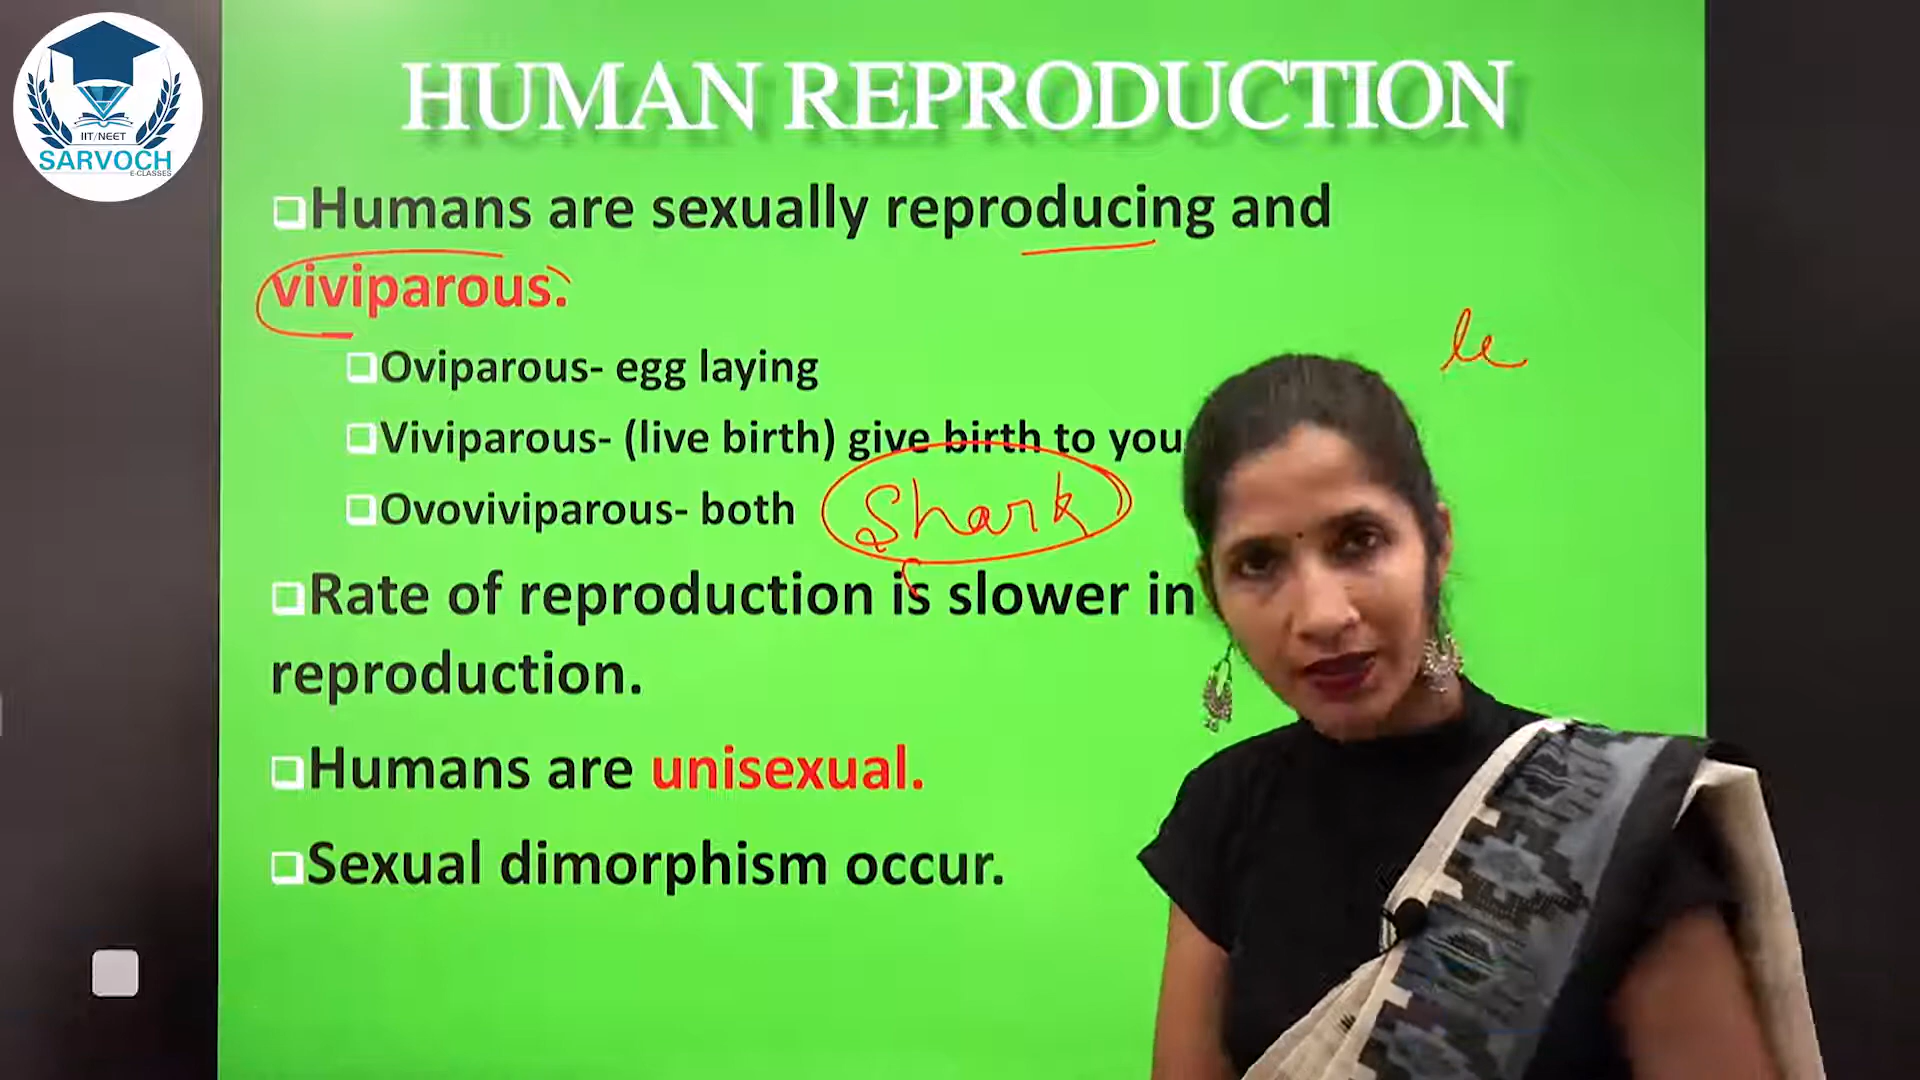 IIT/NEET
SARVOCH
E-CLASSES
HUMAN REPRODUCTION
❑Humans are sexually reproducing and
viviparous.
❑Oviparous- egg laying
❑Viviparous- (live birth) give birth to you
❑Ovoviviparous- both Shark
❑Rate of reproduction is slower in
reproduction.
❑Humans are unisexual.
❑Sexual dimorphism occur.